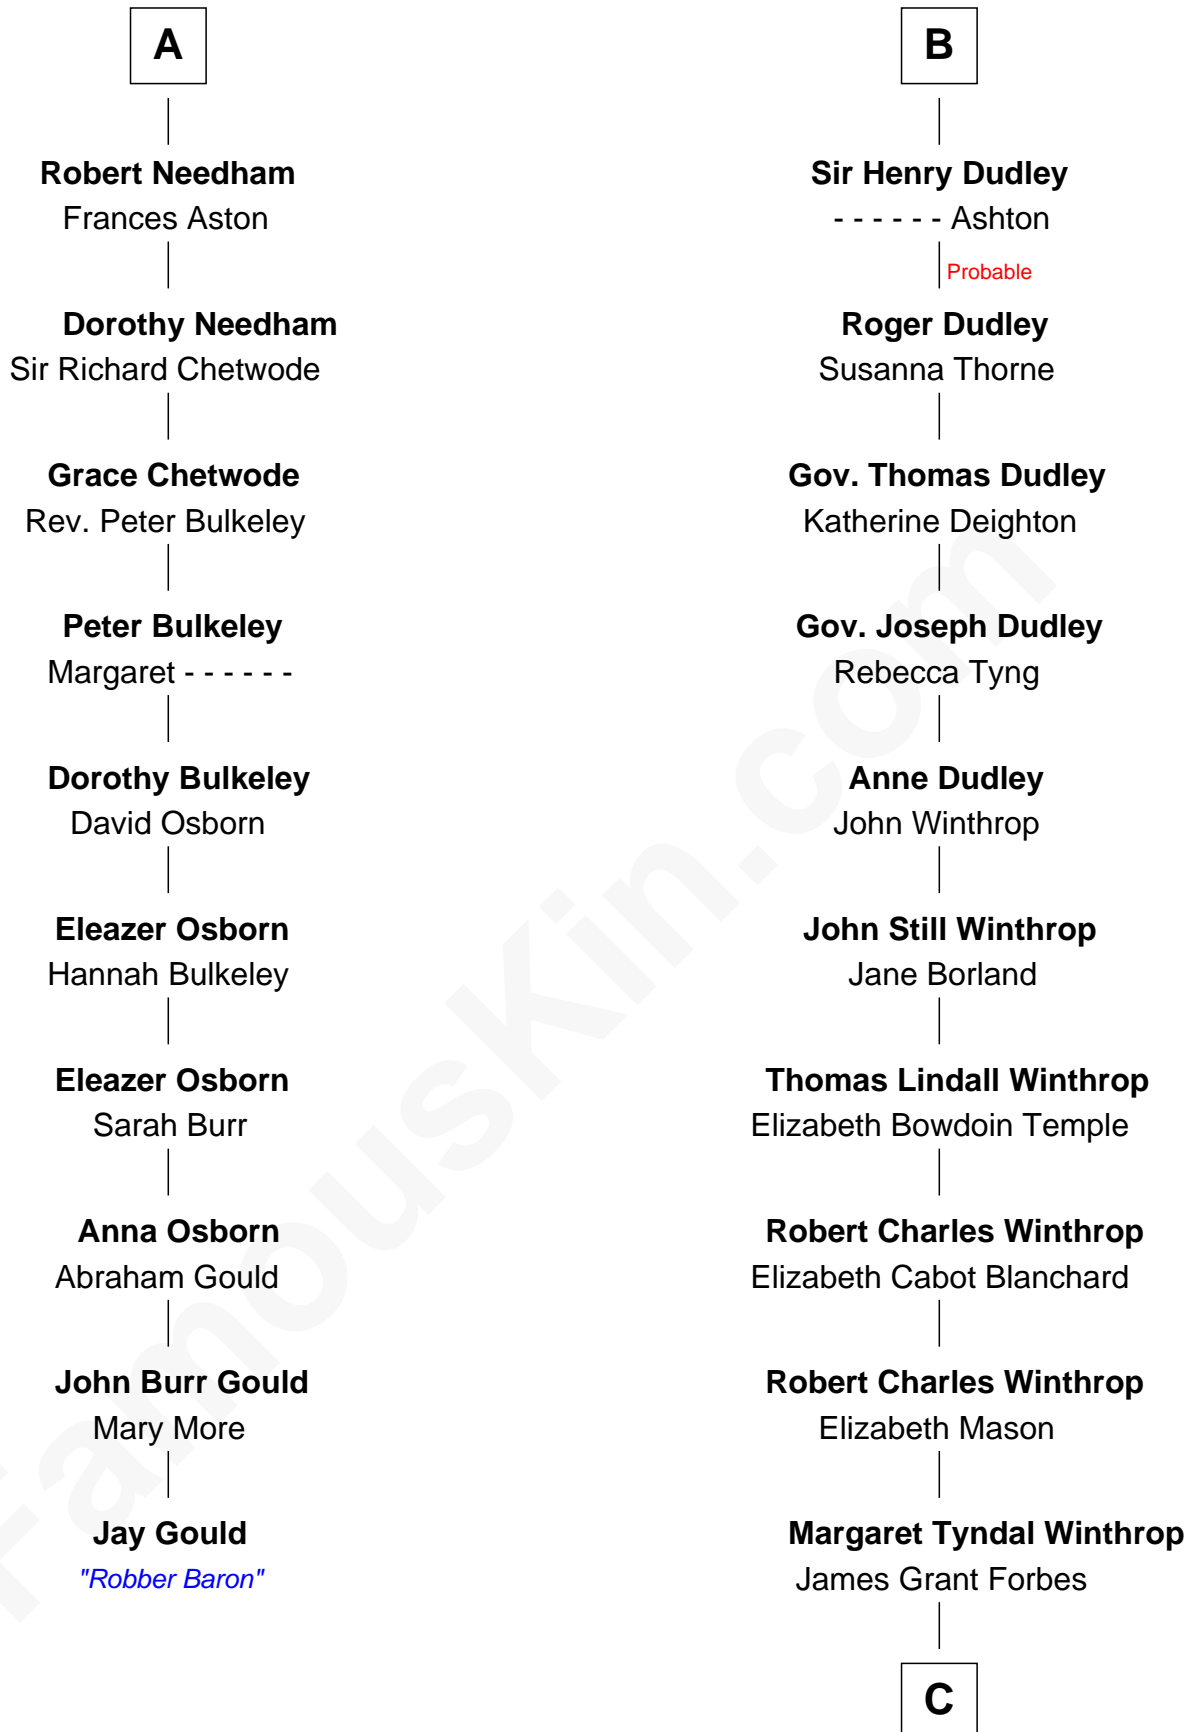 A
Robert Needham
Frances Aston
Dorothy Needham
Sir Richard Chetwode
Grace Chetwode
Rev. Peter Bulkeley
Peter Bulkeley
Margaret - - - - - -
Dorothy Bulkeley
David Osborn
Eleazer Osborn
Hannah Bulkeley
Eleazer Osborn
Sarah Burr
Anna Osborn
Abraham Gould
John Burr Gould
Mary More
Jay Gould
"Robber Baron"
B
Sir Henry Dudley
- - - - - - Ashton
Probable
Roger Dudley
Susanna Thorne
Gov. Thomas Dudley
Katherine Deighton
Gov. Joseph Dudley
Rebecca Tyng
Anne Dudley
John Winthrop
John Still Winthrop
Jane Borland
Thomas Lindall Winthrop
Elizabeth Bowdoin Temple
Robert Charles Winthrop
Elizabeth Cabot Blanchard
Robert Charles Winthrop
Elizabeth Mason
Margaret Tyndal Winthrop
James Grant Forbes
C
FamousKin.com